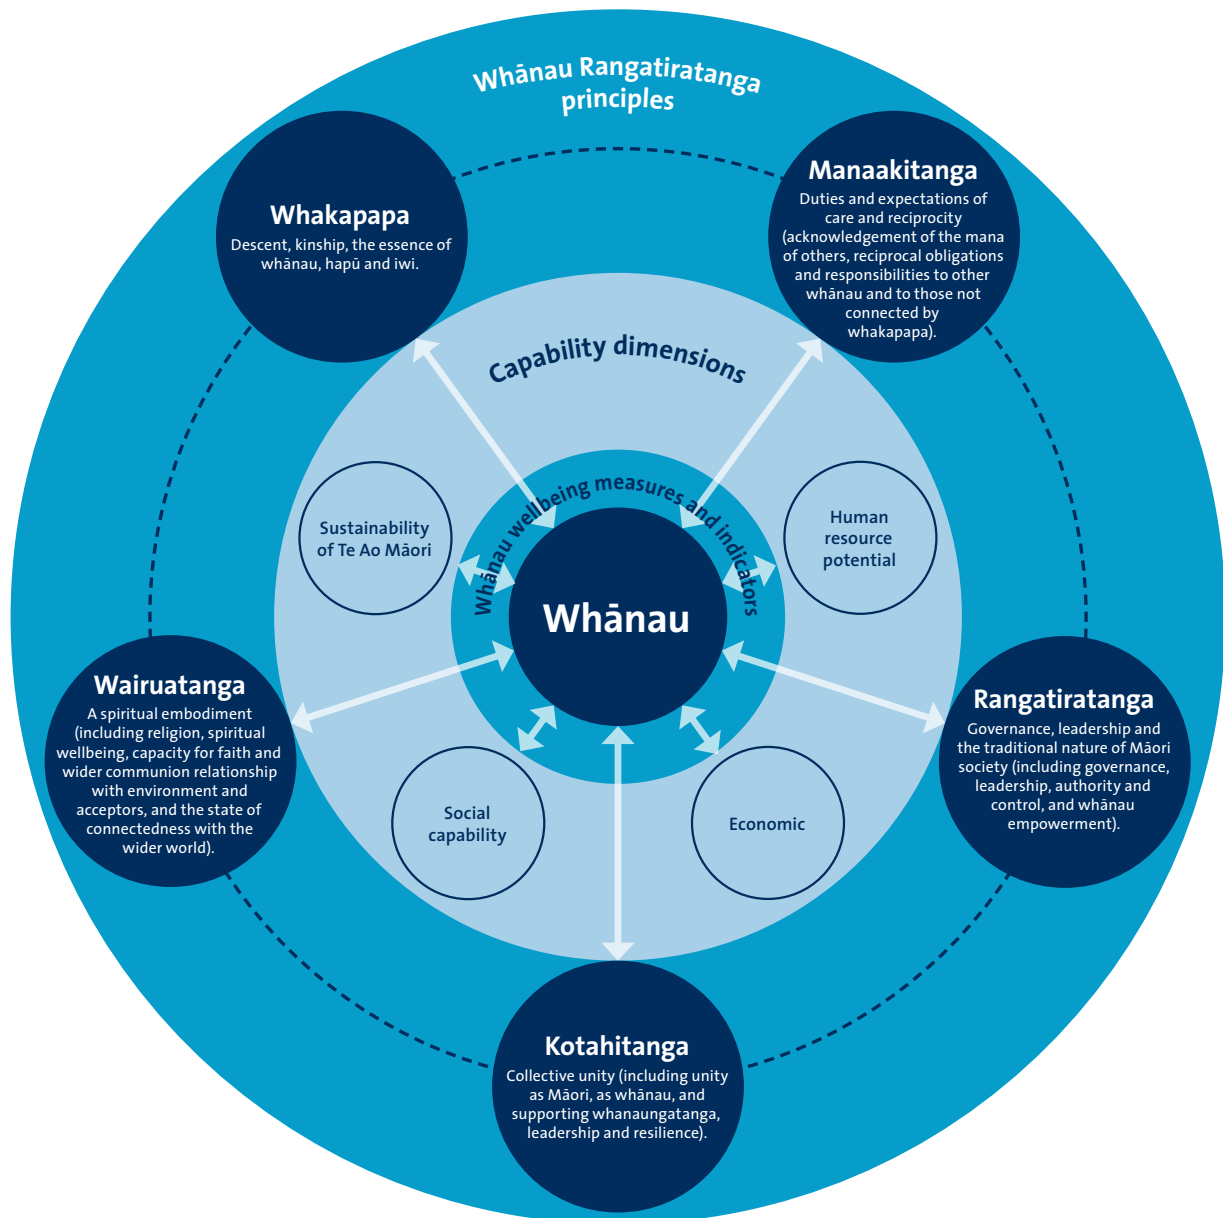 Whānau Rangatiratanga
principles
Whakapapa
Descent, kinship, the essence of
whānau, hapū and iwi.
Manaakitanga
Duties and expectations of
care and reciprocity
(acknowledgement of the mana
of others, reciprocal obligations
and responsibilities to other
whānau and to those not
connected by
whakapapa).
Capability dimensions
Sustainability
of Te Ao Māori
Human
resource
potential
Whānau wellbeing measures and indicators
Whānau
Wairuatanga
A spiritual embodiment
(including religion, spiritual
wellbeing, capacity for faith and
wider communion relationship
with environment and
acceptors, and the state of
connectedness with the
wider world).
Rangatiratanga
Governance, leadership and
the traditional nature of Māori
society (including governance,
leadership, authority and
control, and whānau
empowerment).
Social
capability
Economic
Kotahitanga
Collective unity (including unity
as Māori, as whānau, and
supporting whanaungatanga,
leadership and resilience).